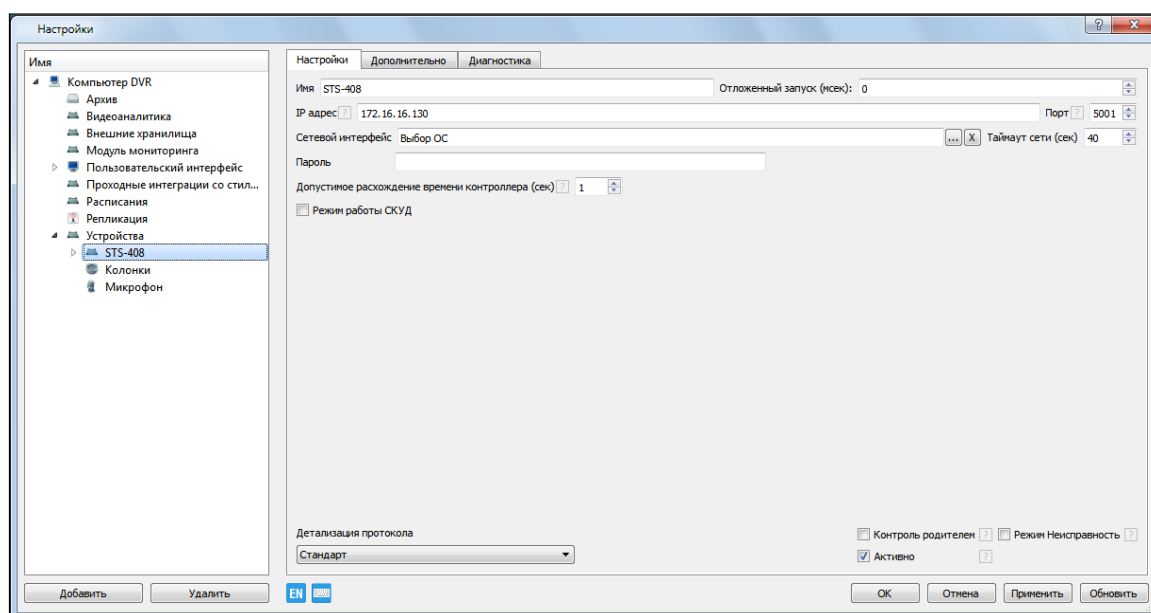 Настройки
Имя
Компьютер DVR
Архив
Видеоаналитика
Внешние хранилища
Модуль мониторинга
Пользовательский интерфейс
Проходные интеграции со стил...
Расписания
Репликация
Устройства
STS-408
Колонки
Микрофон
Добавить Удалить
Настройки Дополнительно Диагностика
Имя STS-408 Отложенный запуск (мсек): 0
IP адрес ? 172.16.16.130 Порт ? 5001
Сетевой интерфейс Выбор ОС ... X Таймаут сети (сек) 40
Пароль
Допустимое расхождение времени контроллера (сек) ? 1
Режим работы СКУД
Детализация протокола
Стандарт
Контроль родителем ? Режим Неисправность ?
Активно ?
EN
ОК Отмена Применить Обновить